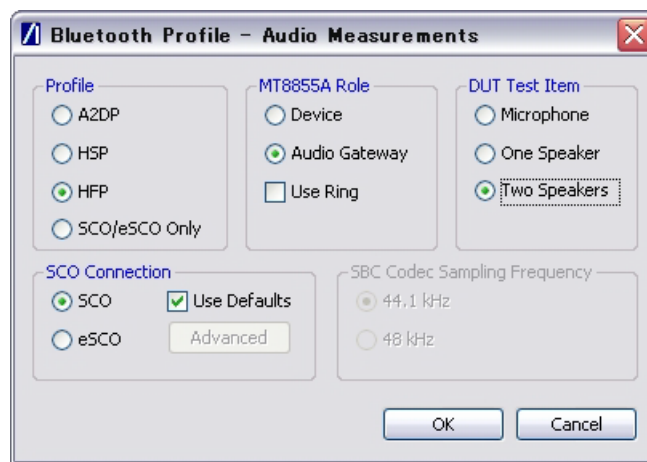 Bluetooth Profile - Audio Measurements
Profile
A2DP
HSP
HFP
SCO/eSCO Only
MT8855A Role
Device
Audio Gateway
Use Ring
DUT Test Item
Microphone
One Speaker
Two Speakers
SCO Connection
SCO
Use Defaults
eSCO
Advanced
SBC Codec Sampling Frequency
44.1 kHz
48 kHz
OK
Cancel